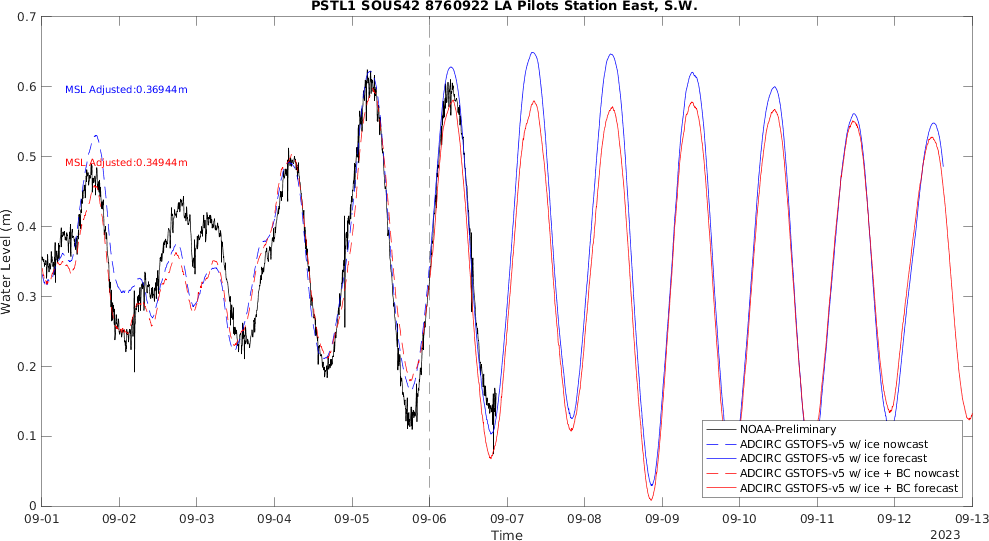 PSTL1 SOUS42 8760922 LA Pilots Station East, S.W.
0.7
0.6
0.5
0.4
0.3
0.2
0.1
0
Water Level (m)
MSL Adjusted:0.36944m
MSL Adjusted:0.34944m
NOAA-Preliminary
ADCIRC GSTOFS-v5 w/ ice nowcast
ADCIRC GSTOFS-v5 w/ ice forecast
ADCIRC GSTOFS-v5 w/ ice + BC nowcast
ADCIRC GSTOFS-v5 w/ ice + BC forecast
09-01 09-02 09-03 09-04 09-05 09-06 09-07 09-08 09-09 09-10 09-11 09-12 09-13
Time
2023